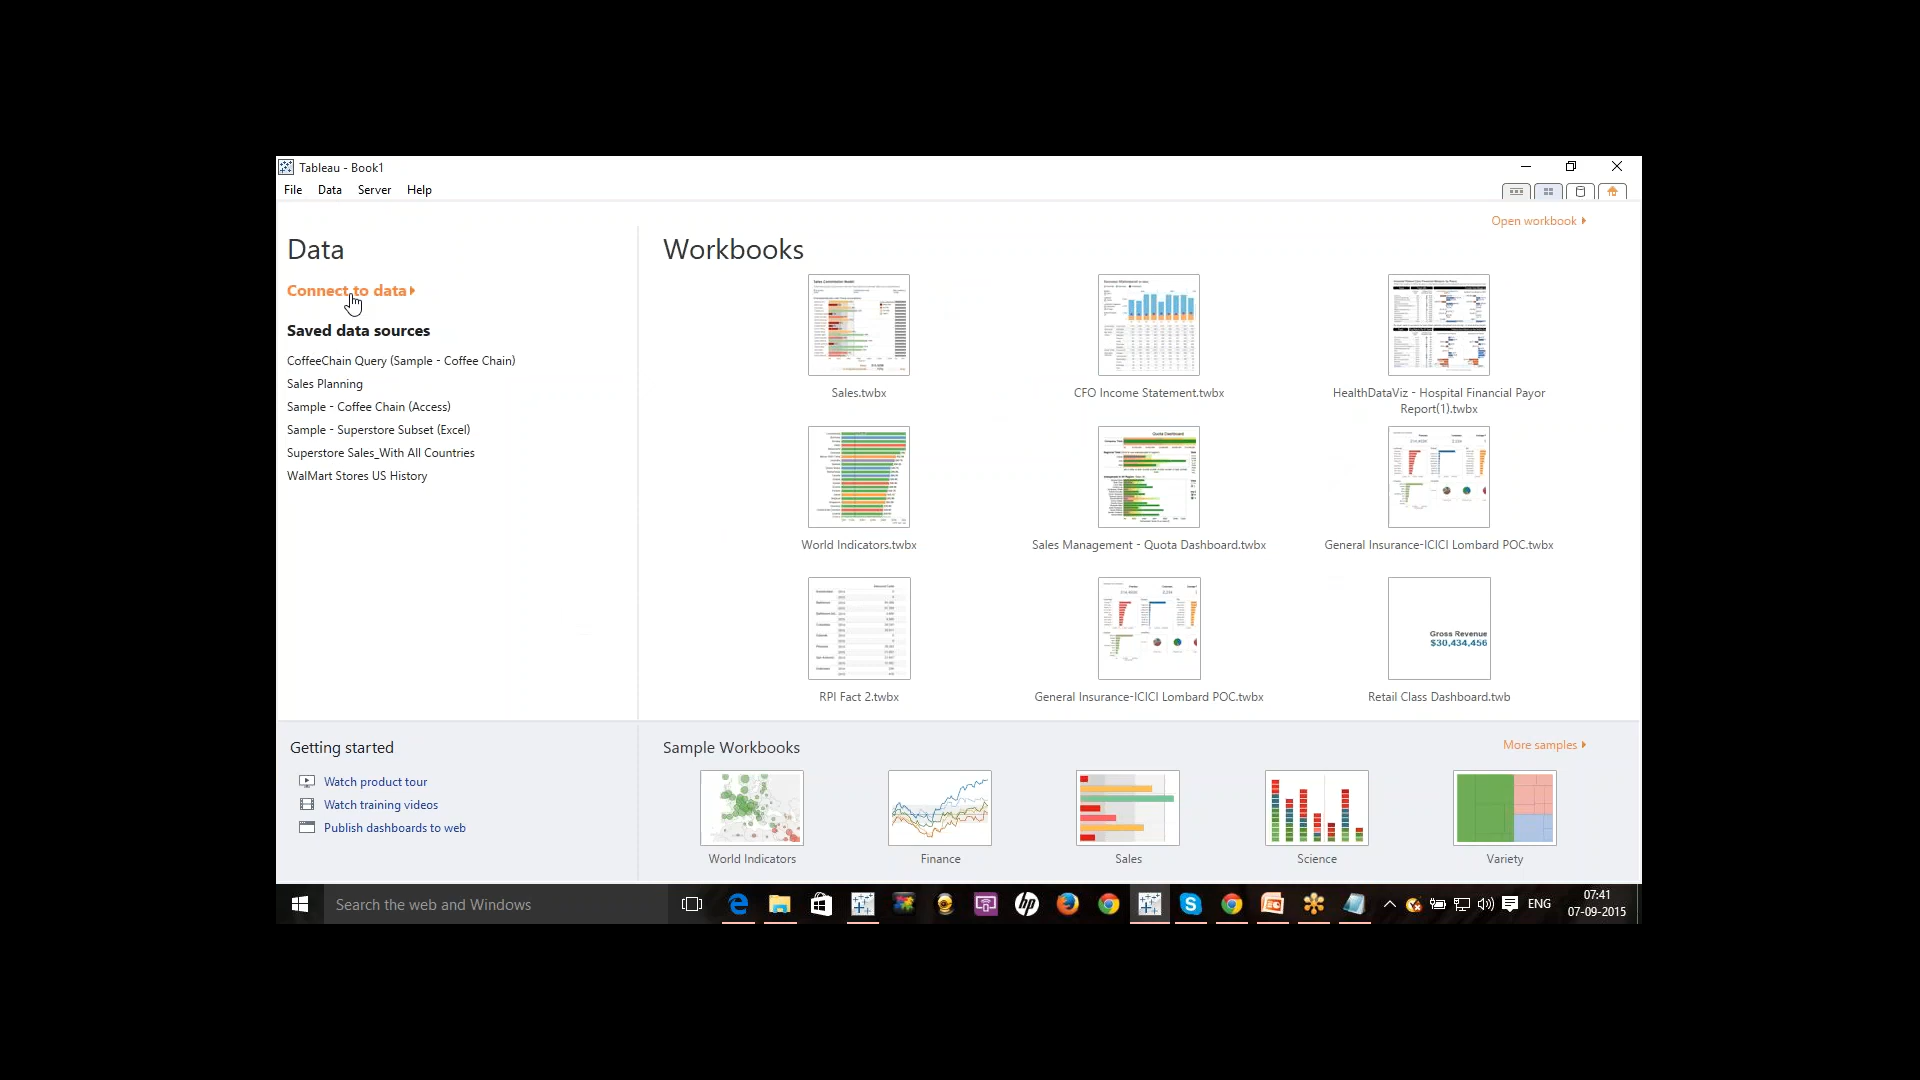 Tableau - Book1
File Data Server Help
Open workbook
Data
Workbooks
Connect to data
Saved data sources
CoffeeChain Query (Sample - Coffee Chain)
Sales Planning
Sample - Coffee Chain (Access)
Sample - Superstore Subset (Excel)
Superstore Sales_With All Countries
WalMart Stores US History
Sales.twbx
CFO Income Statement.twbx
HealthDataViz - Hospital Financial Payor
Report(1).twbx
World Indicators.twbx
Quota Dashboard
Sales Management - Quota Dashboard.twbx
General Insurance-ICICI Lombard POC.twbx
RPI Fact 2.twbx
General Insurance-ICICI Lombard POC.twbx
Gross Revenue
$30,434,456
Retail Class Dashboard.twb
Getting started
Watch product tour
Watch training videos
Publish dashboards to web
Sample Workbooks
More samples
World Indicators
Finance
Sales
Science
Variety
Search the web and Windows
ENG
07:41
07-09-2015